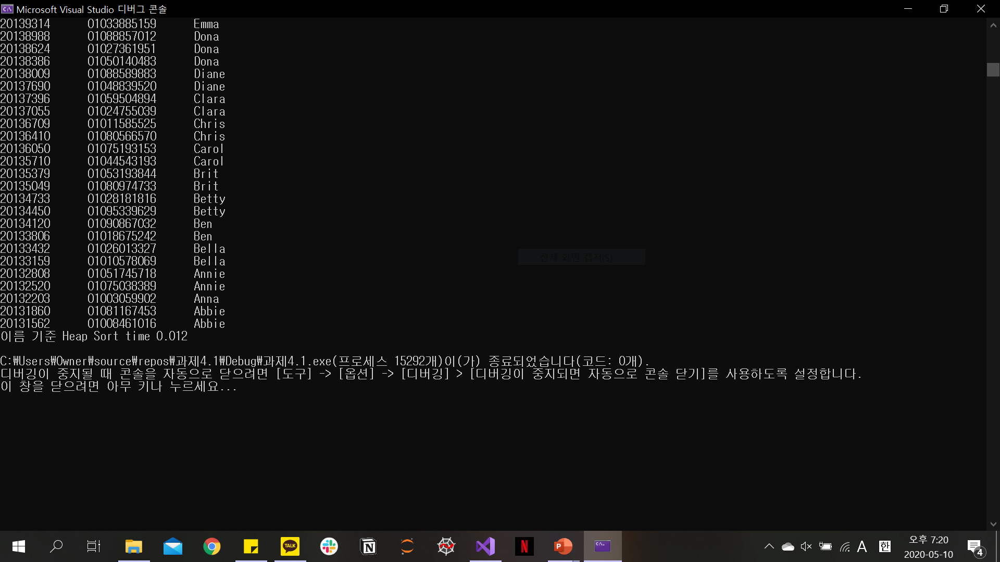 Microsoft Visual Studio 디버그 콘솔
20139314 01033885159 Emma
20138988 01088857012 Dona
20138624 01027361951 Dona
20138386 01050140483 Dona
20138009 01088589883 Diane
20137690 01048839520 Diane
20137396 01059504894 Clara
20137055 01024755039 Clara
20136709 01011585525 Chris
20136410 01080566570 Chris
20136050 01075193153 Carol
20135710 01044543193 Carol
20135379 01053193844 Brit
20135049 01080974733 Brit
20134733 01028181816 Betty
20134450 01095339629 Betty
20134120 01090867032 Ben
20133806 01018675242 Ben
20133432 01026013327 Bella
20133159 01010578069 Bella
20132808 01051745718 Annie
20132520 01075038389 Annie
20132203 01003059902 Anna
20131860 01081167453 Abbie
20131562 01008461016 Abbie
이름 기준 Heap Sort time 0.012
C:₩Users₩Owner₩source₩repos₩과제4.1₩Debug₩과제4.1.exe(프로세스 15292개)이(가) 종료되었습니다(코드: 0개).
디버깅이 중지될 때 콘솔을 자동으로 닫으려면 [도구] -> [옵션] -> [디버깅] > [디버깅이 중지되면 자동으로 콘솔 닫기]를 사용하도록 설정합니다.
이 창을 닫으려면 아무 키나 누르세요...
전체 화면 캡처(S)
TALK
N
N
P
A
한
오후 7:20
2020-05-10
4